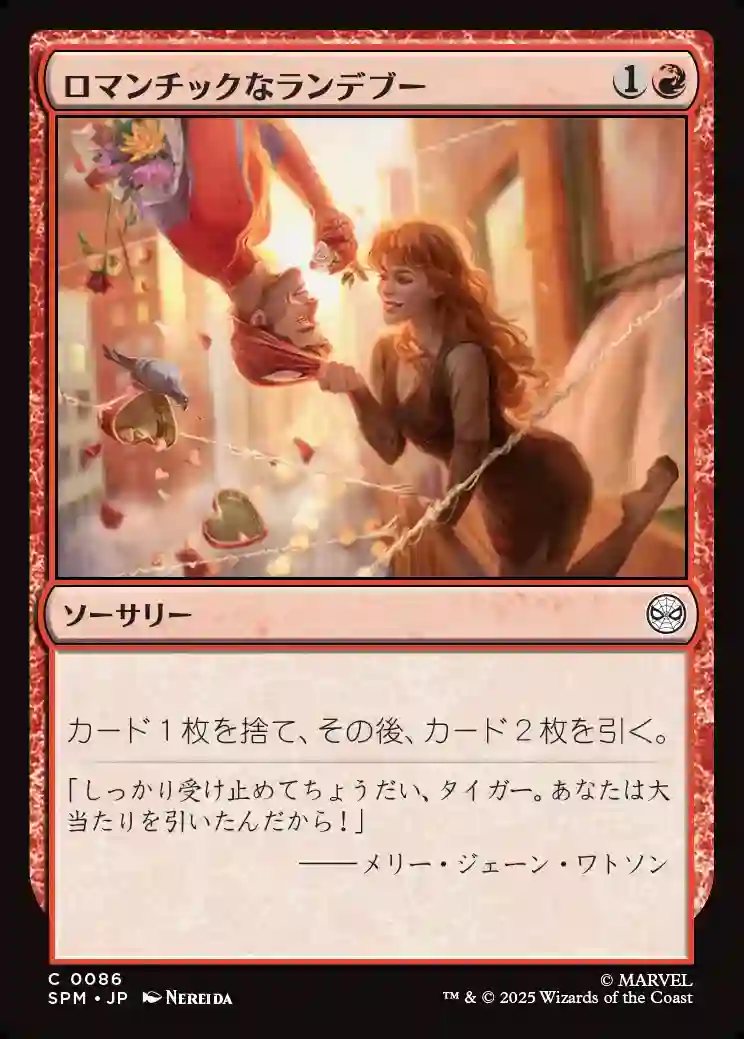 ロマンチックなランデブー 1
ソーサリー
カード1枚を捨て、その後、カード2枚を引く。
「しっかり受け止めてちょうだい、タイガー。あなたは大
当たりを引いたんだから!」
——メリー・ジェーン・ワトソン
C 0086
SPM・JP NEREIDA
© MARVEL
™ & © 2025 Wizards of the Coast